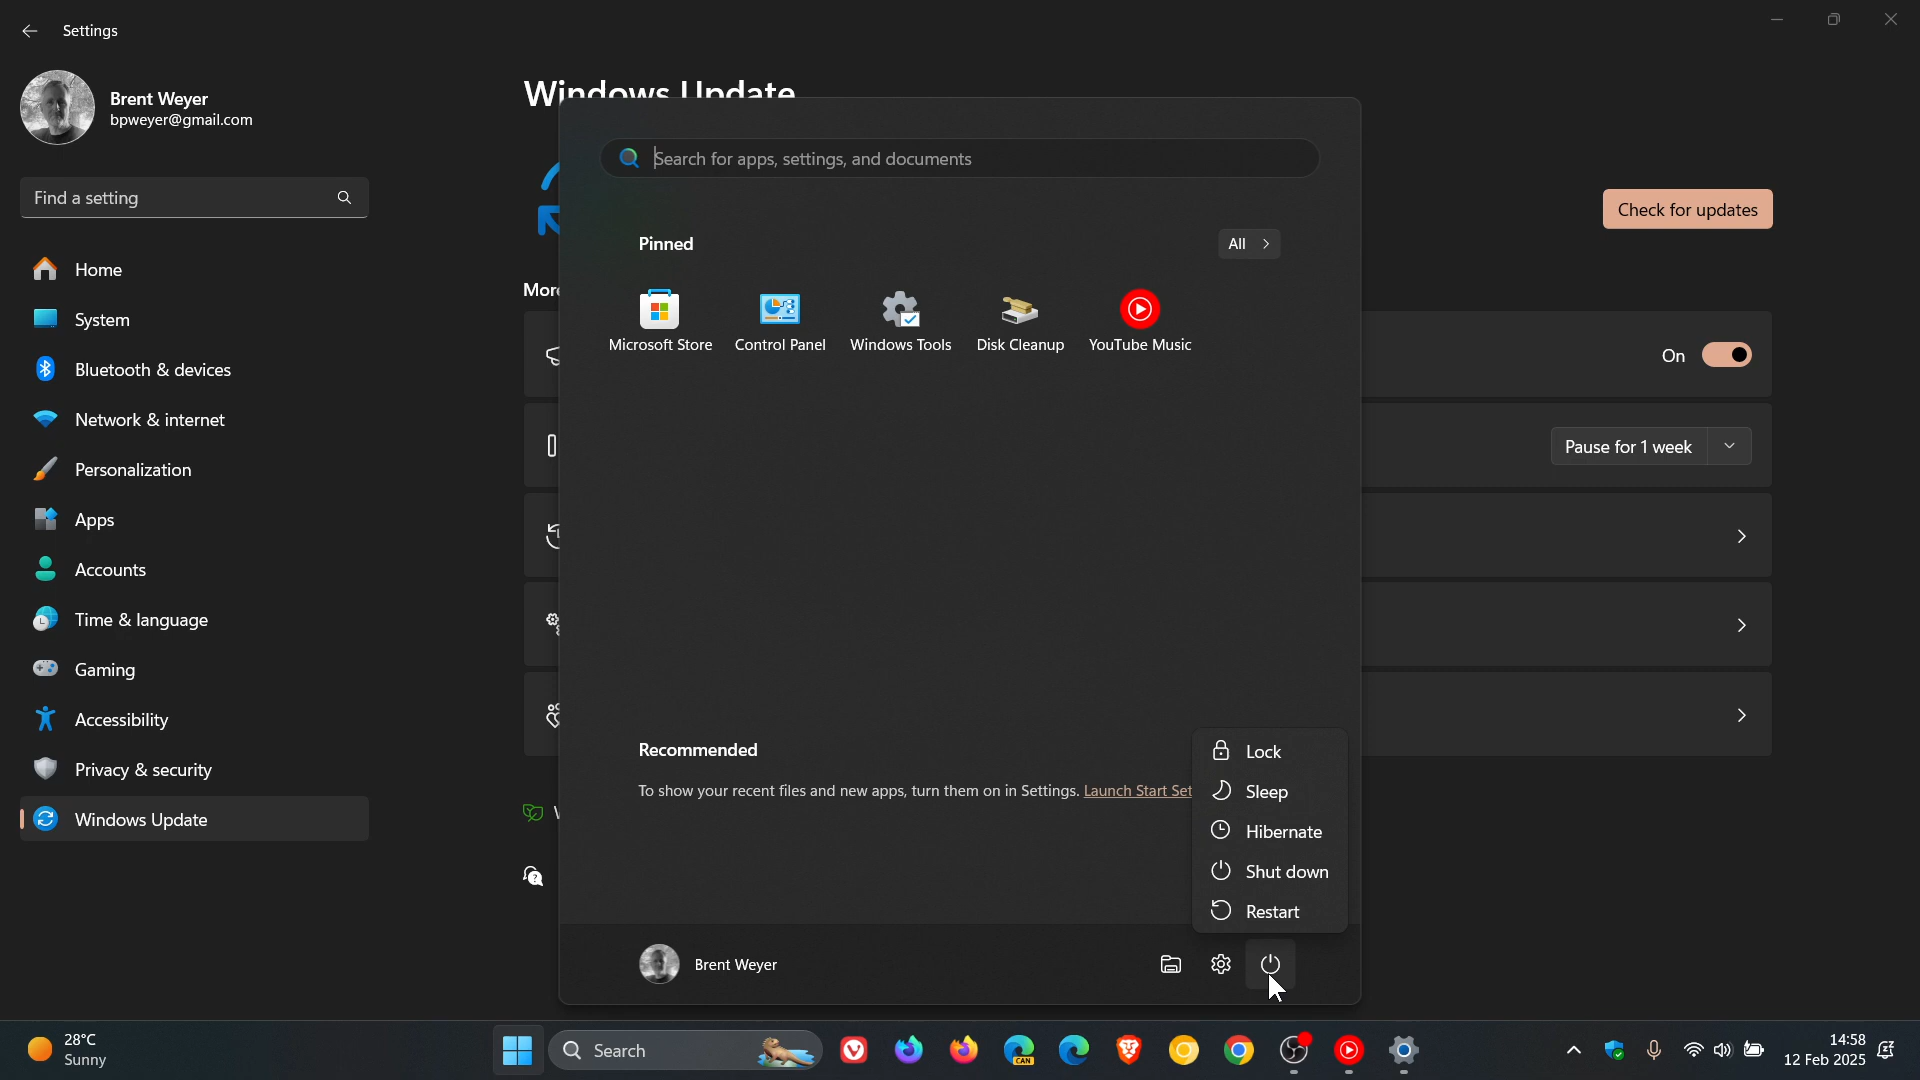 Settings
Brent Weyer
bpweyer@gmail.com
Find a setting
Home
System
Bluetooth & devices
Network & internet
Personalization
Apps
Accounts
Time & language
Gaming
Accessibility
Privacy & security
Windows Update
Windows Update
Check for updates
More
On
Pause for 1 week
Search for apps, settings, and documents
Pinned
All
Microsoft Store
Control Panel
Windows Tools
Disk Cleanup
YouTube Music
Recommended
To show your recent files and new apps, turn them on in Settings. Launch Start Set
Lock
Sleep
Hibernate
Shut down
Restart
Brent Weyer
28°C
Sunny
Search
CAN
14:58
12 Feb 2025